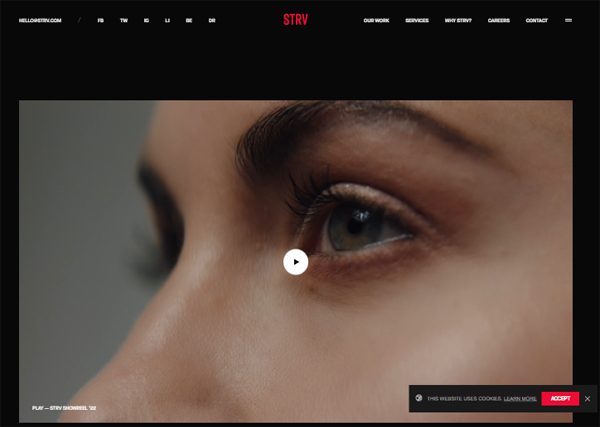 HELLO@STRV.COM / FB TW IG LI BE DR STRV OUR WORK SERVICES WHY STRV? CAREERS CONTACT
THIS WEBSITE USES COOKIES. LEARN MORE ACCEPT
PLAY — STRV SHOWREEL '22